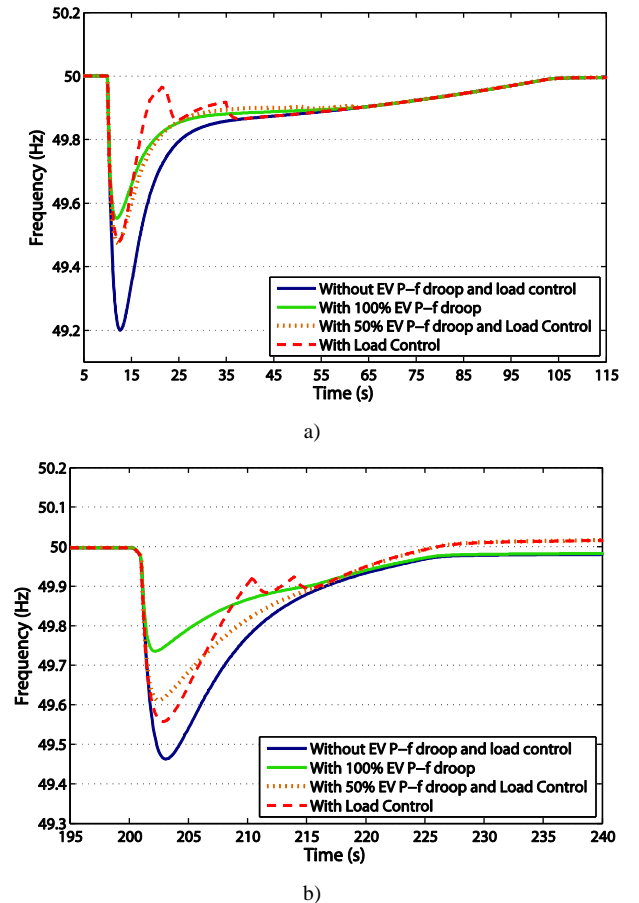 50.2
50
49.8
49.6
49.4
49.2
Frequency (Hz)
Without EV P−f droop and load control
With 100% EV P−f droop
With 50% EV P−f droop and Load Control
With Load Control
5 15 25 35 45 55 65 75 85 95 105 115
Time (s)
a)
50.2
50.1
50
49.9
49.8
49.7
49.6
49.5
49.4
49.3
Frequency (Hz)
Without EV P−f droop and load control
With 100% EV P−f droop
With 50% EV P−f droop and Load Control
With Load Control
195 200 205 210 215 220 225 230 235 240
Time (s)
b)